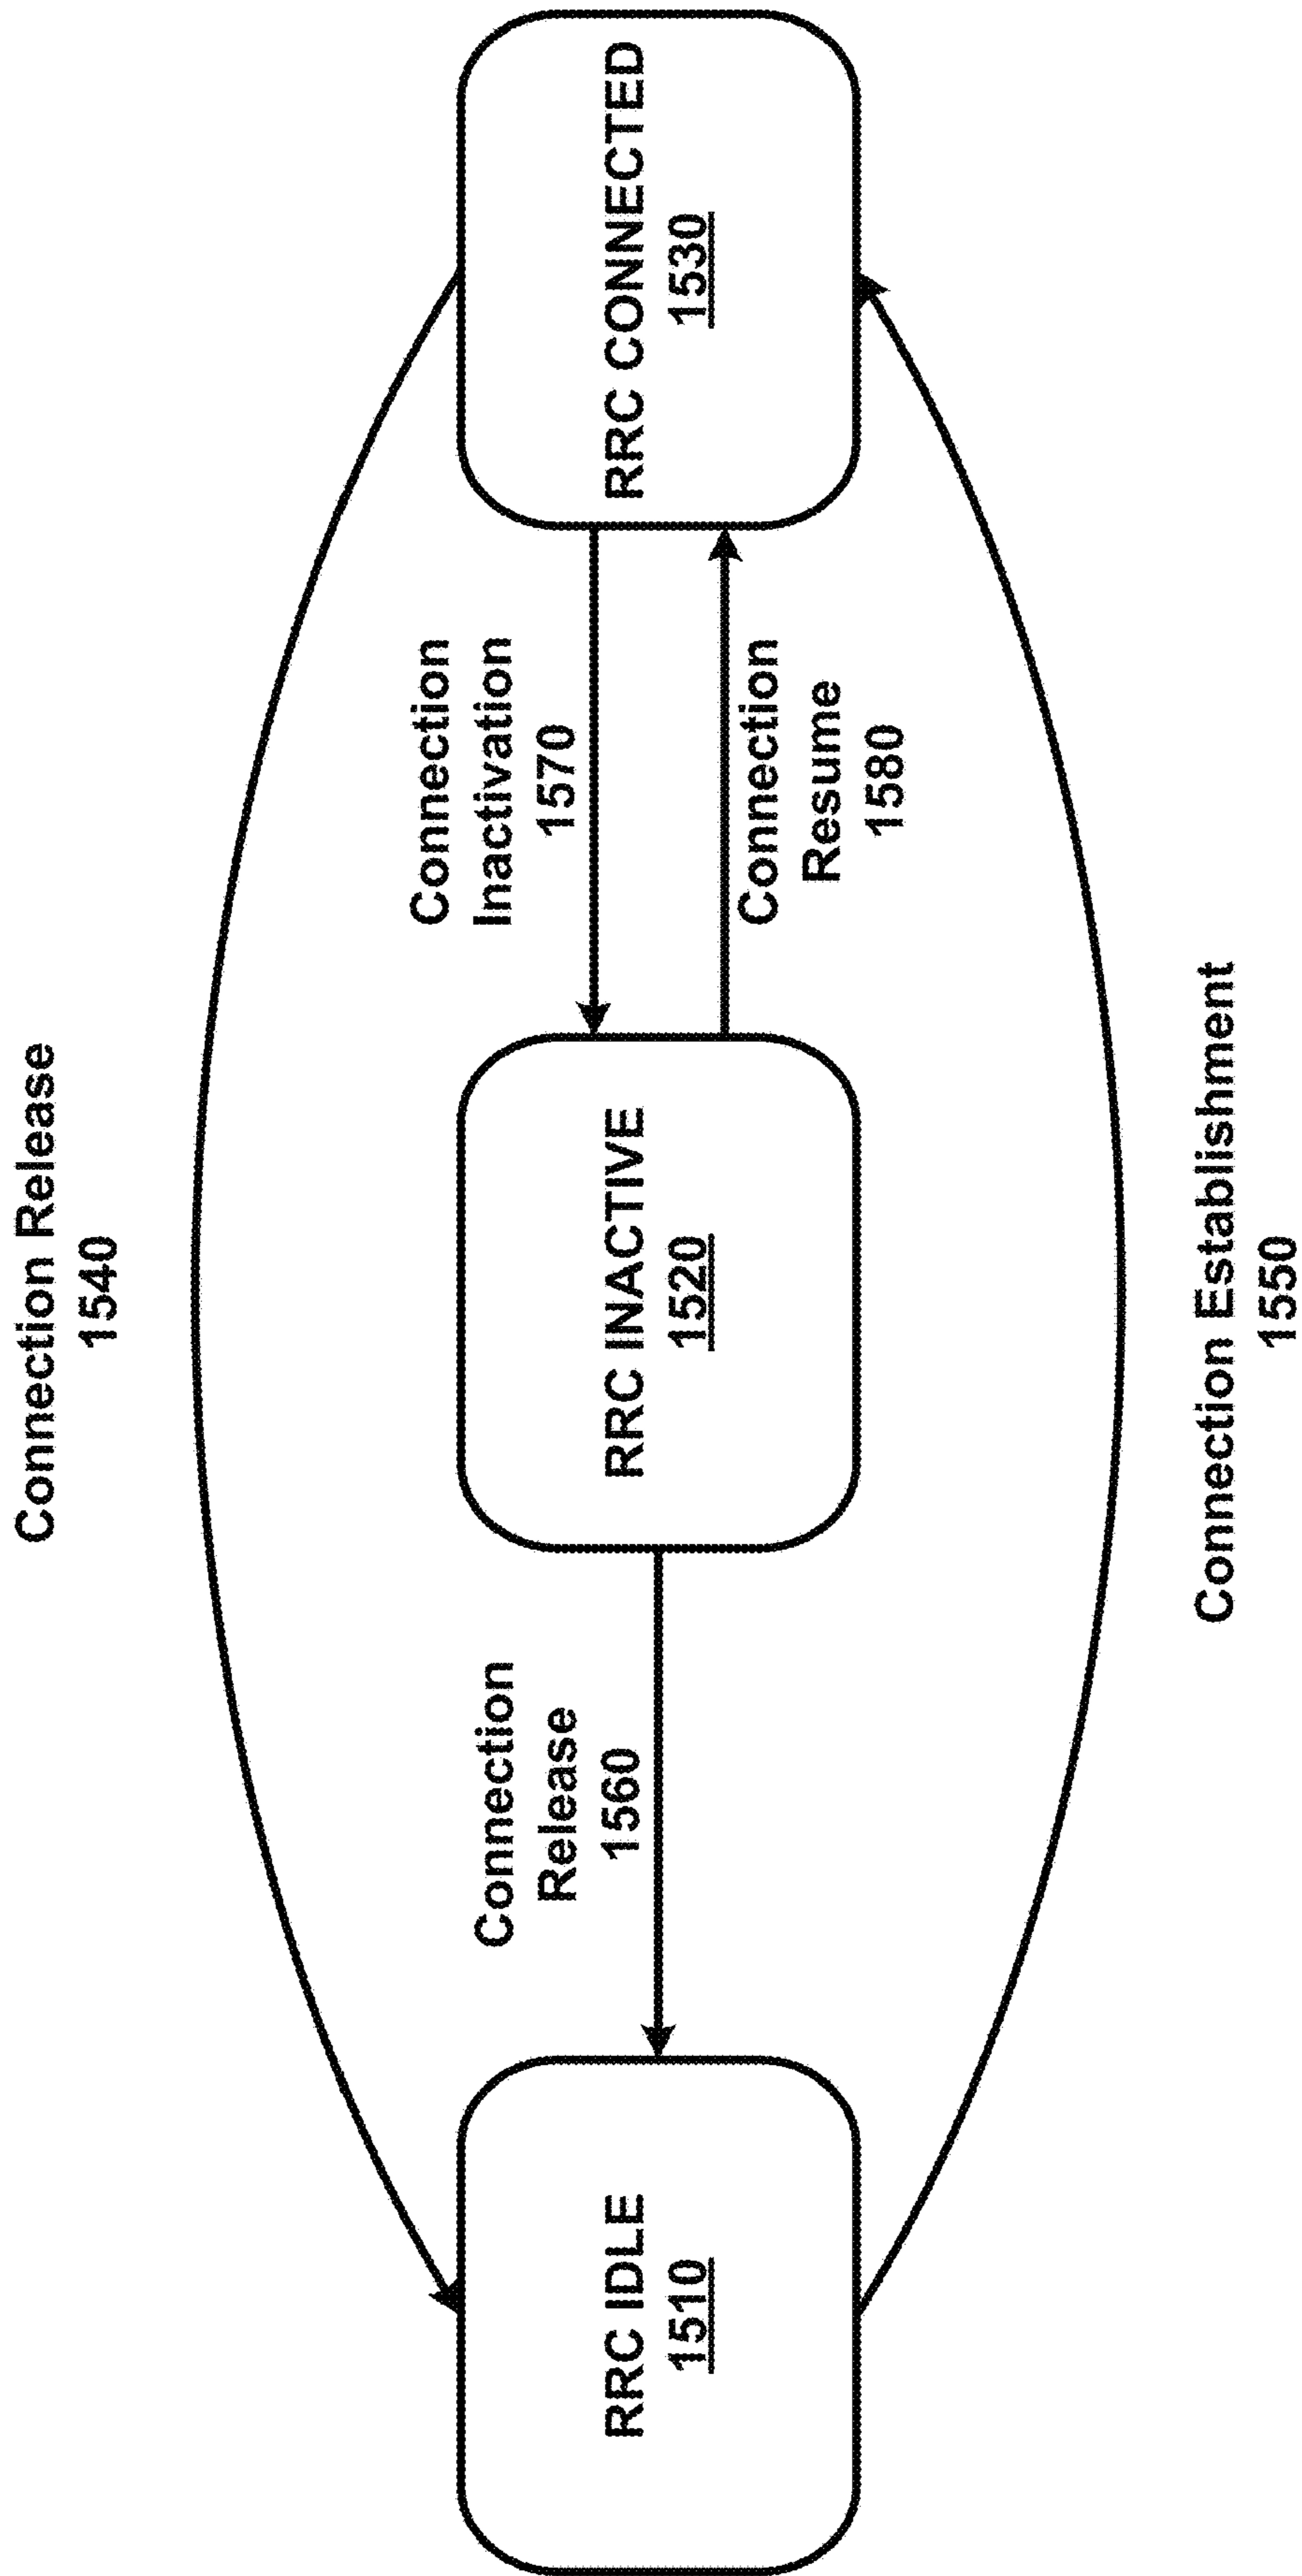 Connection Release
1540
RRC IDLE
1510
Connection
Release
1560
RRC INACTIVE
1520
Connection
Inactivation
1570
Connection
Resume
1580
RRC CONNECTED
1530
Connection Establishment
1550